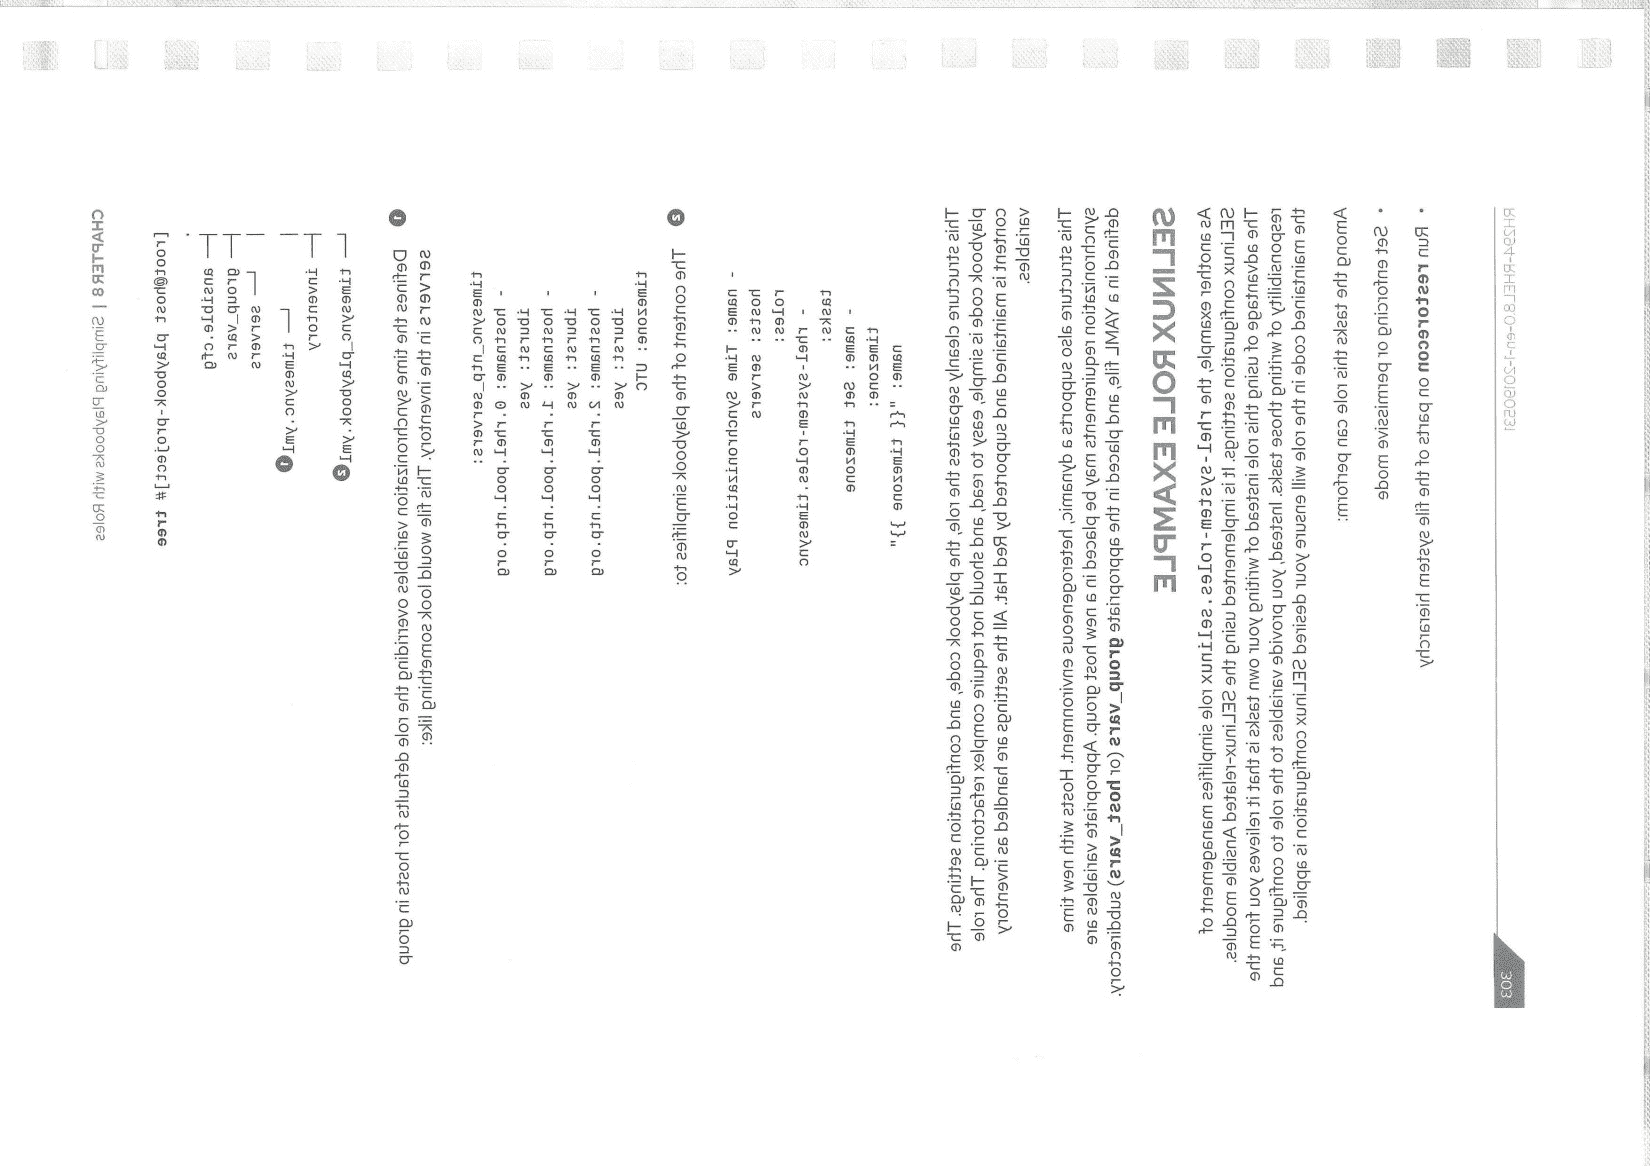 CHAPTER 8 | Simplifying Playbooks with Roles
[root@host playbook-project]# tree
.
├── ansible.cfg
├── group_vars
│   └── servers
│       └── timesync.yml 1
├── inventory
└── timesync_playbook.yml 2
1 Defines the time synchronization variables overriding the role defaults for hosts in group
servers in the inventory. This file would look something like:
timesync_ntp_servers:
- hostname: 0.rhel.pool.ntp.org
iburst: yes
- hostname: 1.rhel.pool.ntp.org
iburst: yes
- hostname: 2.rhel.pool.ntp.org
iburst: yes
timezone: UTC
2 The content of the playbook simplifies to:
- name: Time Synchronization Play
hosts: servers
roles:
- rhel-system-roles.timesync
tasks:
- name: Set timezone
timezone:
name: "{{ timezone }}"
This structure cleanly separates the role, the playbook code, and configuration settings. The
playbook code is simple, easy to read, and should not require complex refactoring. The role
content is maintained and supported by Red Hat. All the settings are handled as inventory
variables.
This structure also supports a dynamic, heterogeneous environment. Hosts with new time
synchronization requirements may be placed in a new host group. Appropriate variables are
defined in a YAML file, and placed in the appropriate group_vars (or host_vars) subdirectory.
SELINUX ROLE EXAMPLE
As another example, the rhel-system-roles.selinux role simplifies management of
SELinux configuration settings. It is implemented using the SELinux-related Ansible modules.
The advantage of using this role instead of writing your own tasks is that it relieves you from the
responsibility of writing those tasks. Instead, you provide variables to the role to configure it, and
the maintained code in the role will ensure your desired SELinux configuration is applied.
Among the tasks this role can perform:
• Set enforcing or permissive mode
• Run restorecon on parts of the file system hierarchy
RH294-RHEL8.0-en-1-20190531
303